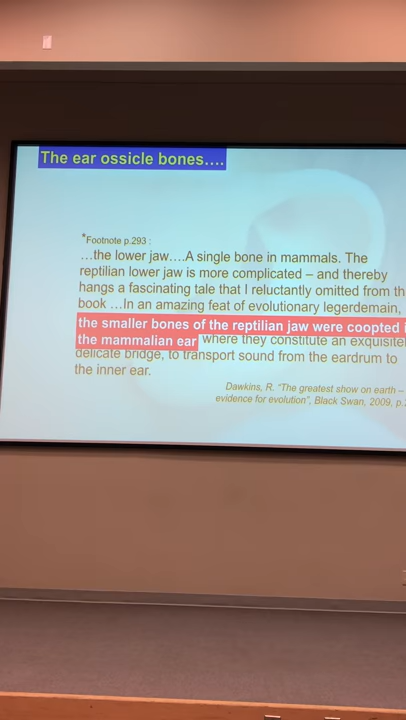 The ear ossicle bones....
*Footnote p.293 :
...the lower jaw....A single bone in mammals. The
reptilian lower jaw is more complicated – and thereby
hangs a fascinating tale that I reluctantly omitted from th
book ...In an amazing feat of evolutionary legerdemain,
the smaller bones of the reptilian jaw were coopted i
the mammalian ear where they constitute an exquisitel
delicate bridge, to transport sound from the eardrum to
the inner ear.
Dawkins, R. "The greatest show on earth –
evidence for evolution", Black Swan, 2009, p.